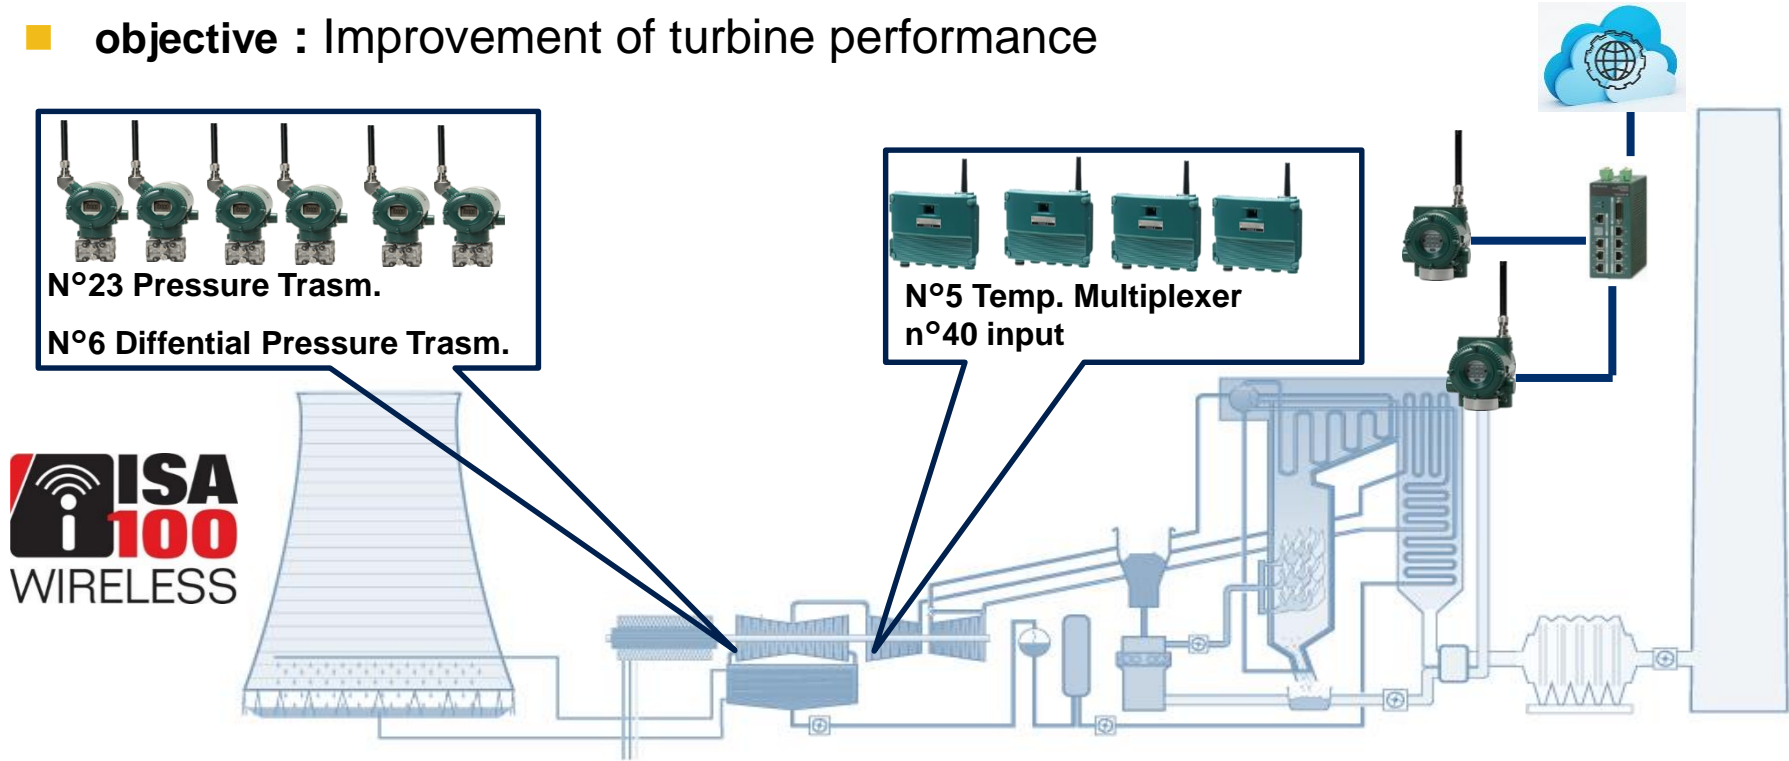 objective : Improvement of turbine performance
N°23 Pressure Trasm.
N°6 Diffential Pressure Trasm.
N°5 Temp. Multiplexer
n°40 input
ISA
100
WIRELESS